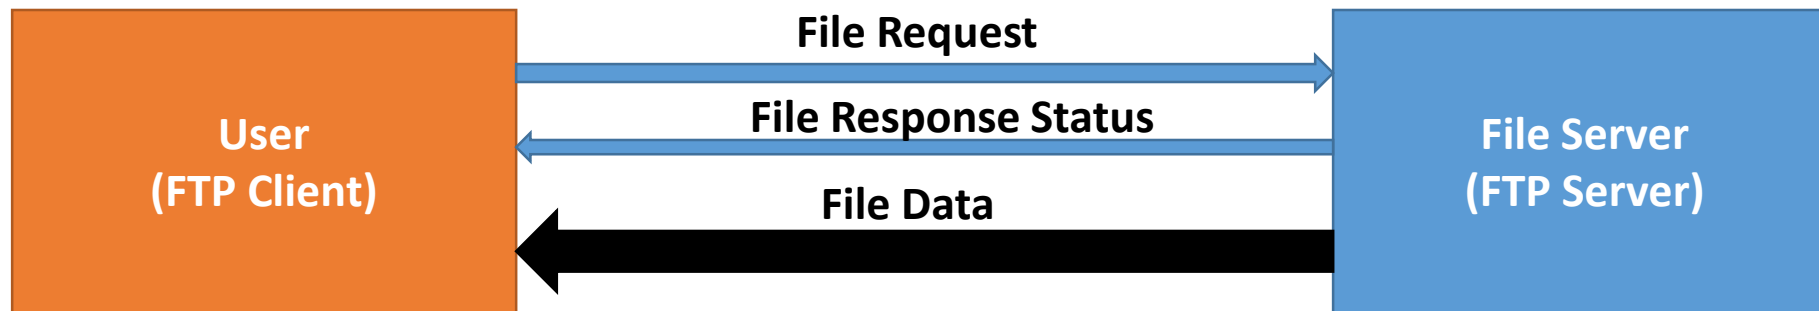 User
(FTP Client)
File Request
File Response Status
File Data
File Server
(FTP Server)